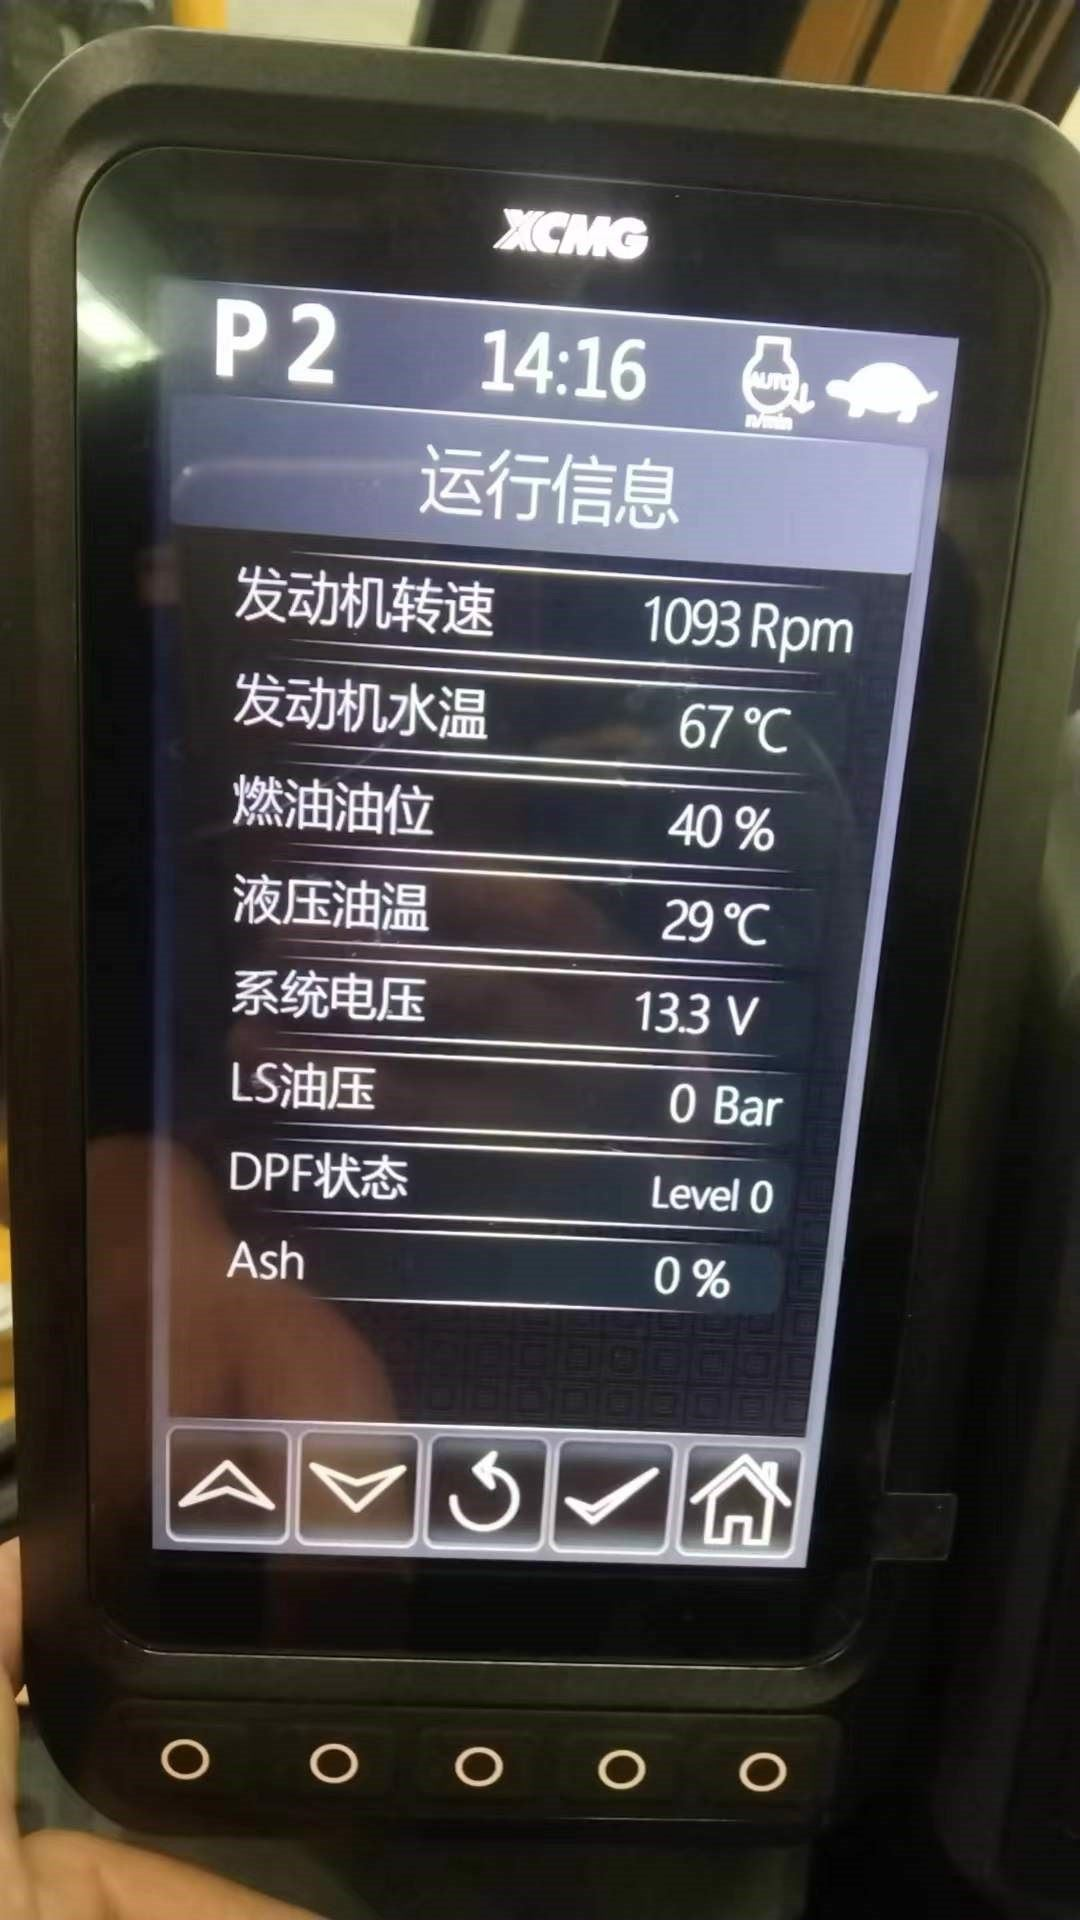 XCMG
P 2 14:16 AUTO n/min
运行信息
发动机转速 1093 Rpm
发动机水温 67 ℃
燃油油位 40 %
液压油温 29 ℃
系统电压 13.3 V
LS油压 0 Bar
DPF状态 Level 0
Ash 0 %